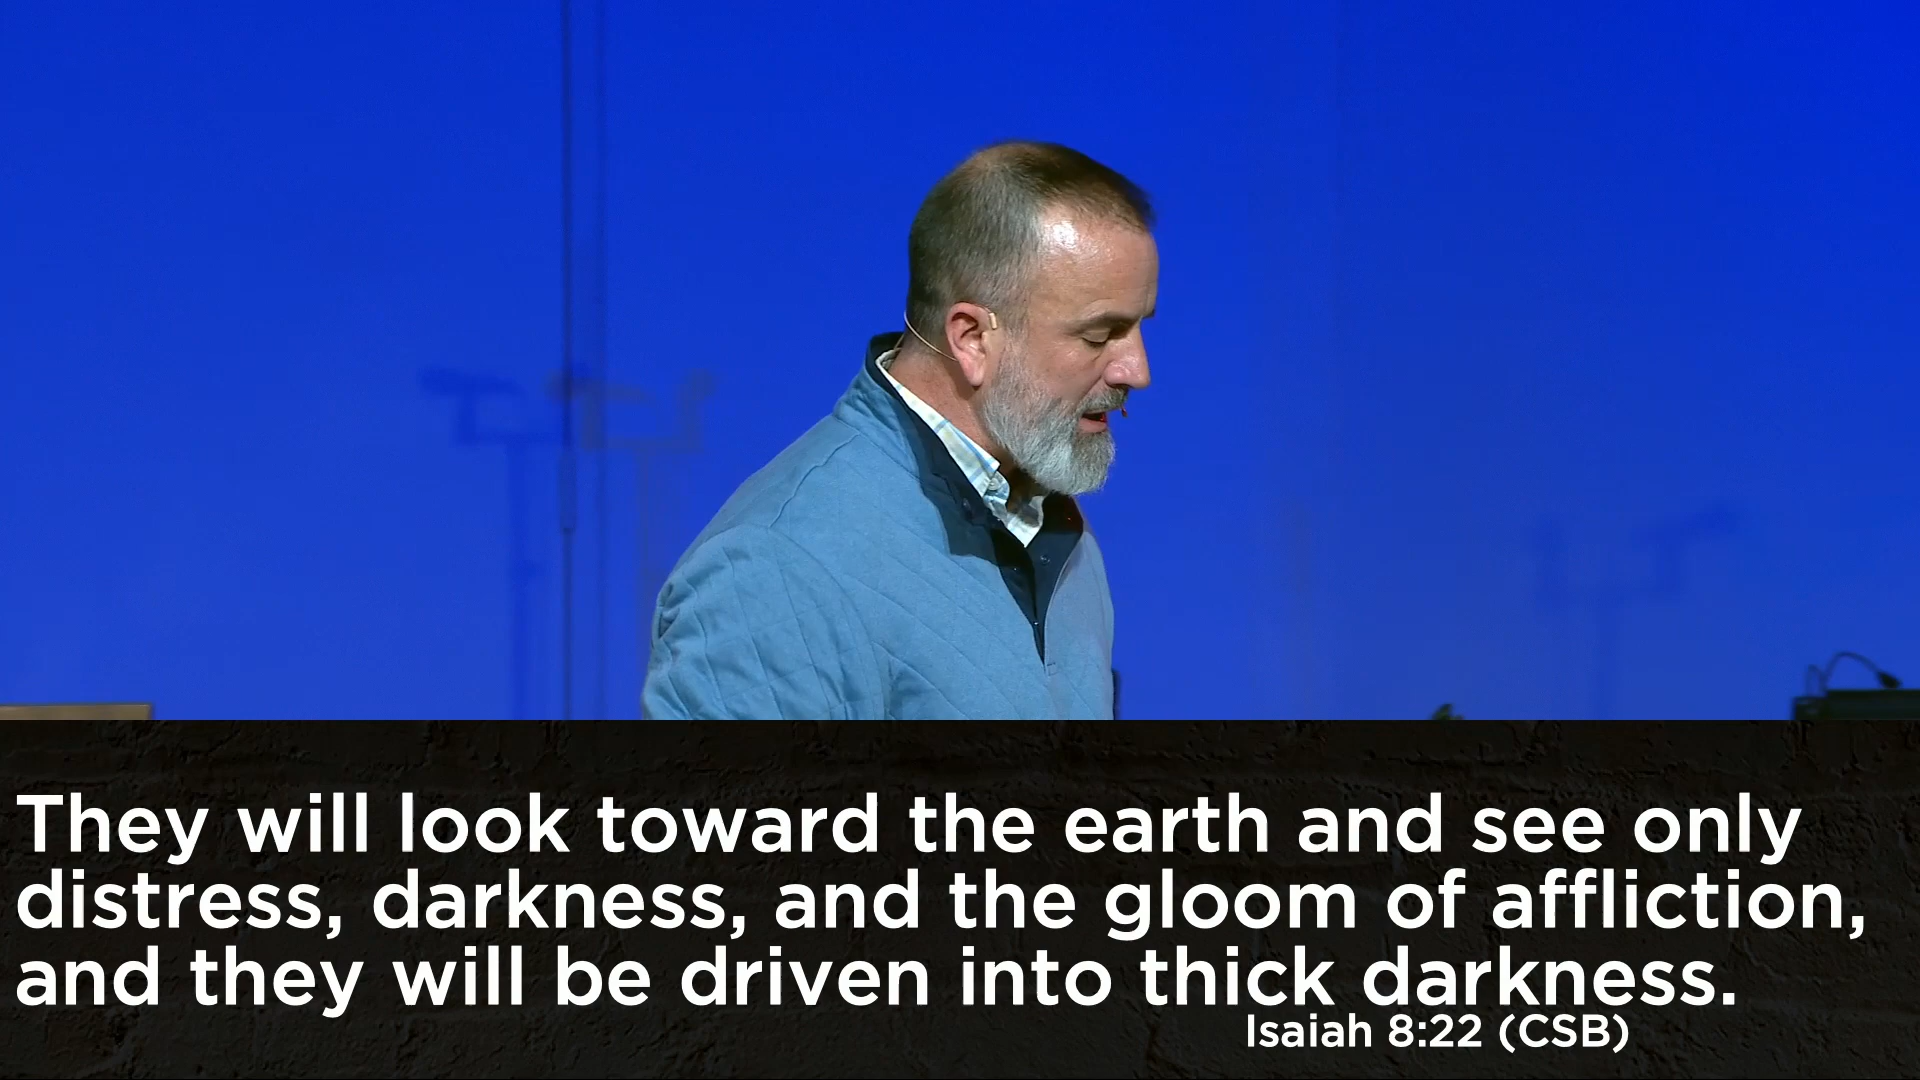 They will look toward the earth and see only
distress, darkness, and the gloom of affliction,
and they will be driven into thick darkness.
Isaiah 8:22 (CSB)